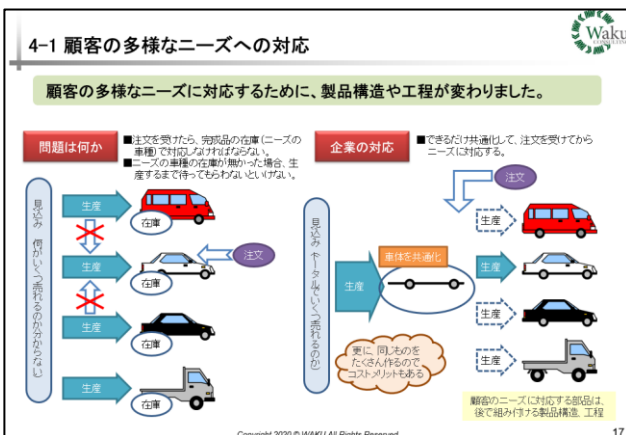 4-1 顧客の多様なニーズへの対応
Waku
CONSULTING
顧客の多様なニーズに対応するために、製品構造や工程が変わりました。
問題は何か
■注文を受けたら、完成品の在庫(ニーズの
車種)で対応しなければならない。
■ニーズの車種の在庫が無かった場合、生
産するまで待ってもらわないといけない。
見込み 何がいくつ売れるのか分からない)
生産
在庫
生産
在庫
注文
生産
在庫
生産
在庫
企業の対応
■できるだけ共通化して、注文を受けてから
ニーズに対応する。
注文
見込み (トータルでいくつ売れるのか)
生産
車体を共通化
生産
生産
生産
生産
更に、同じものを
たくさん作るので
コストメリットもある
顧客のニーズに対応する部品は、
後で組み付ける製品構造、工程
Copyright 2020 © WAKU All Rights Reserved.
17